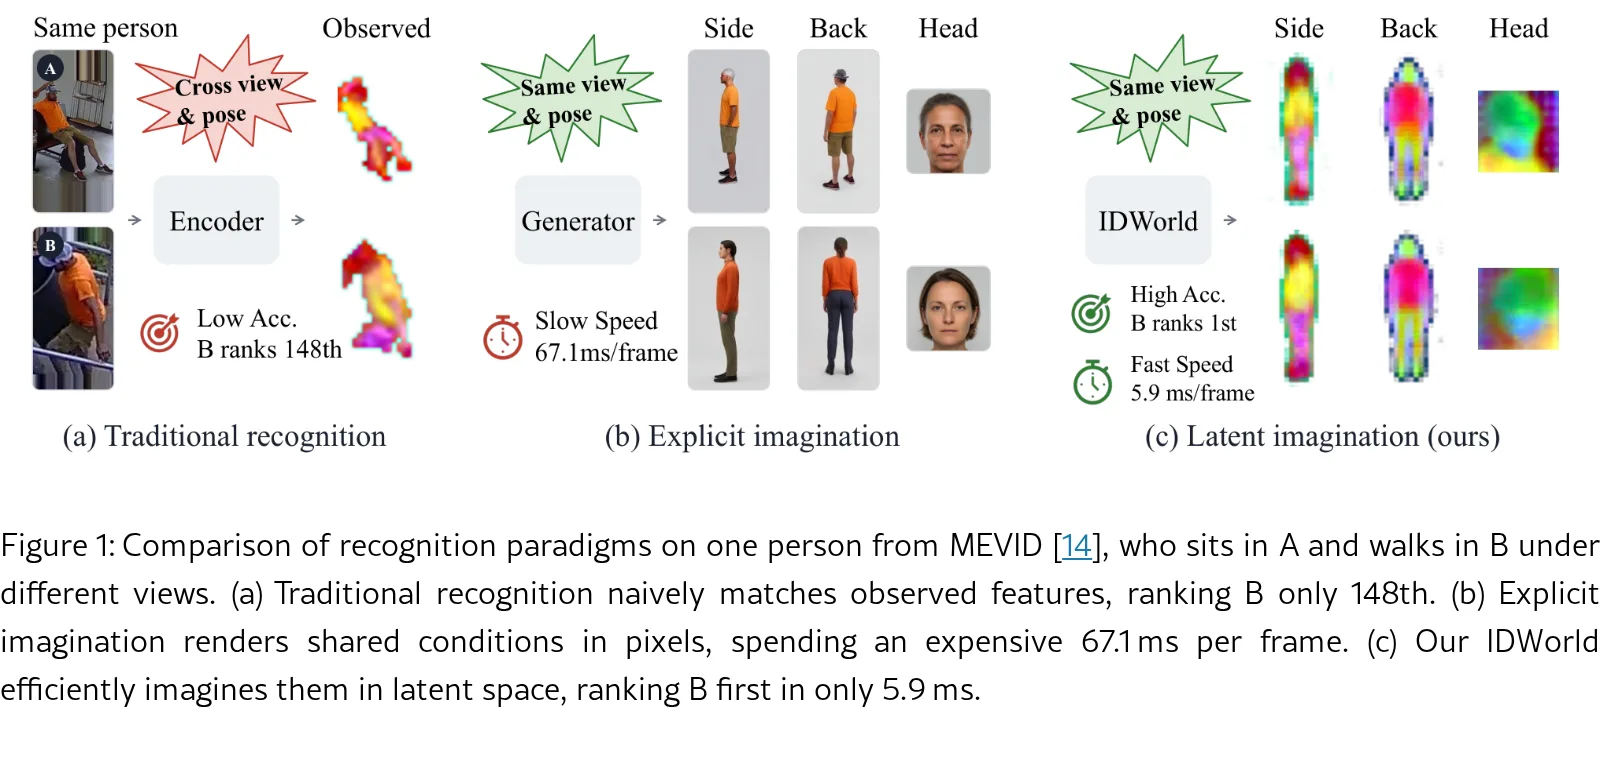 Same person
Observed
A
Cross view
& pose
Encoder
B
Low Acc.
B ranks 148th
(a) Traditional recognition
Side
Back
Head
Same view
& pose
Generator
Slow Speed
67.1ms/frame
(b) Explicit imagination
Side
Back
Head
Same view
& pose
IDWorld
High Acc.
B ranks 1st
Fast Speed
5.9 ms/frame
(c) Latent imagination (ours)
Figure 1: Comparison of recognition paradigms on one person from MEVID [14], who sits in A and walks in B under
different views. (a) Traditional recognition naively matches observed features, ranking B only 148th. (b) Explicit
imagination renders shared conditions in pixels, spending an expensive 67.1 ms per frame. (c) Our IDWorld
efficiently imagines them in latent space, ranking B first in only 5.9 ms.